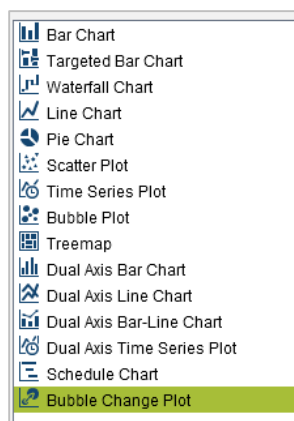 Bar Chart
Targeted Bar Chart
Waterfall Chart
Line Chart
Pie Chart
Scatter Plot
Time Series Plot
Bubble Plot
Treemap
Dual Axis Bar Chart
Dual Axis Line Chart
Dual Axis Bar-Line Chart
Dual Axis Time Series Plot
Schedule Chart
Bubble Change Plot